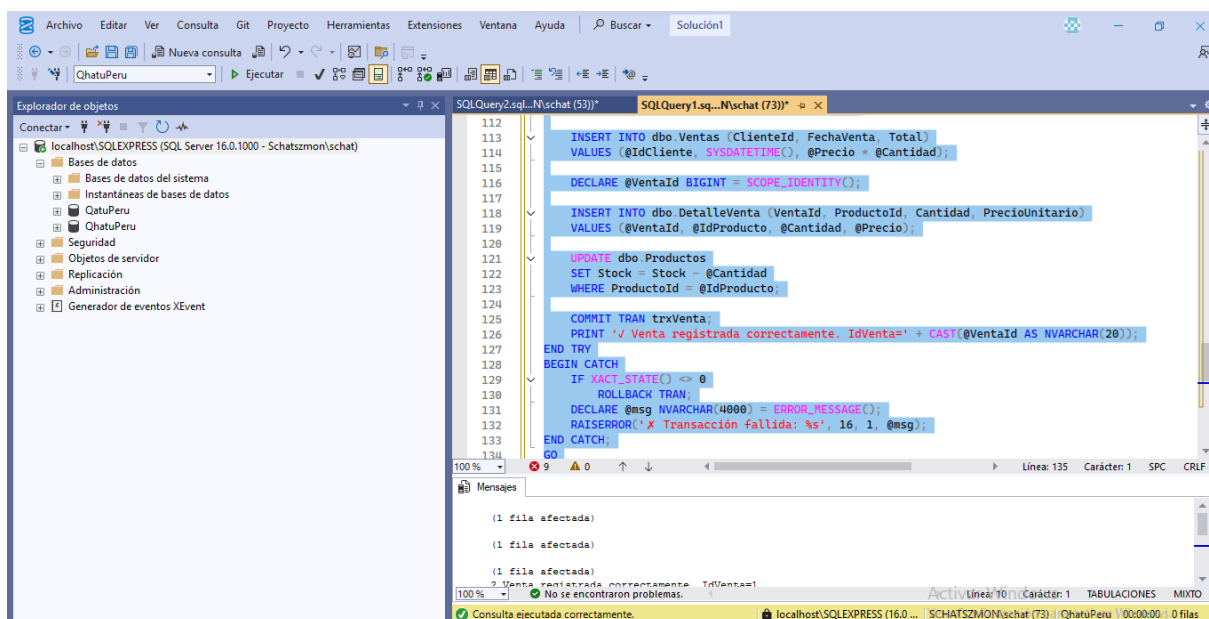 Archivo Editar Ver Consulta Git Proyecto Herramientas Extensiones Ventana Ayuda Buscar Solución1
Nueva consulta
QhatuPeru Ejecutar
Explorador de objetos
Conectar
localhost\SQLEXPRESS (SQL Server 16.0.1000 - Schatszmon\schat)
Bases de datos
Bases de datos del sistema
Instantáneas de bases de datos
QatuPeru
QhatuPeru
Seguridad
Objetos de servidor
Replicación
Administración
Generador de eventos XEvent
SQLQuery2.sql...N\schat (53))* SQLQuery1.sq...N\schat (73))*
112
113 INSERT INTO dbo.Ventas (ClienteId, FechaVenta, Total)
114 VALUES (@IdCliente, SYSDATETIME(), @Precio * @Cantidad);
115
116 DECLARE @VentaId BIGINT = SCOPE_IDENTITY();
117
118 INSERT INTO dbo.DetalleVenta (VentaId, ProductoId, Cantidad, PrecioUnitario)
119 VALUES (@VentaId, @IdProducto, @Cantidad, @Precio);
120
121 UPDATE dbo.Productos
122 SET Stock = Stock - @Cantidad
123 WHERE ProductoId = @IdProducto;
124
125 COMMIT TRAN trxVenta;
126 PRINT '√ Venta registrada correctamente. IdVenta=' + CAST(@VentaId AS NVARCHAR(20));
127 END TRY
128 BEGIN CATCH
129 IF XACT_STATE() <> 0
130 ROLLBACK TRAN;
131 DECLARE @msg NVARCHAR(4000) = ERROR_MESSAGE();
132 RAISERROR('✗ Transacción fallida: %s', 16, 1, @msg);
133 END CATCH;
134 GO
100 % 9 0 Línea: 135 Carácter: 1 SPC CRLF
Mensajes
(1 fila afectada)
(1 fila afectada)
(1 fila afectada)
? Venta registrada correctamente. IdVenta=1
100 % No se encontraron problemas. Línea: 10 Carácter: 1 TABULACIONES MIXTO
Consulta ejecutada correctamente. localhost\SQLEXPRESS (16.0 ... SCHATSZMON\schat (73) QhatuPeru 00:00:00 0 filas